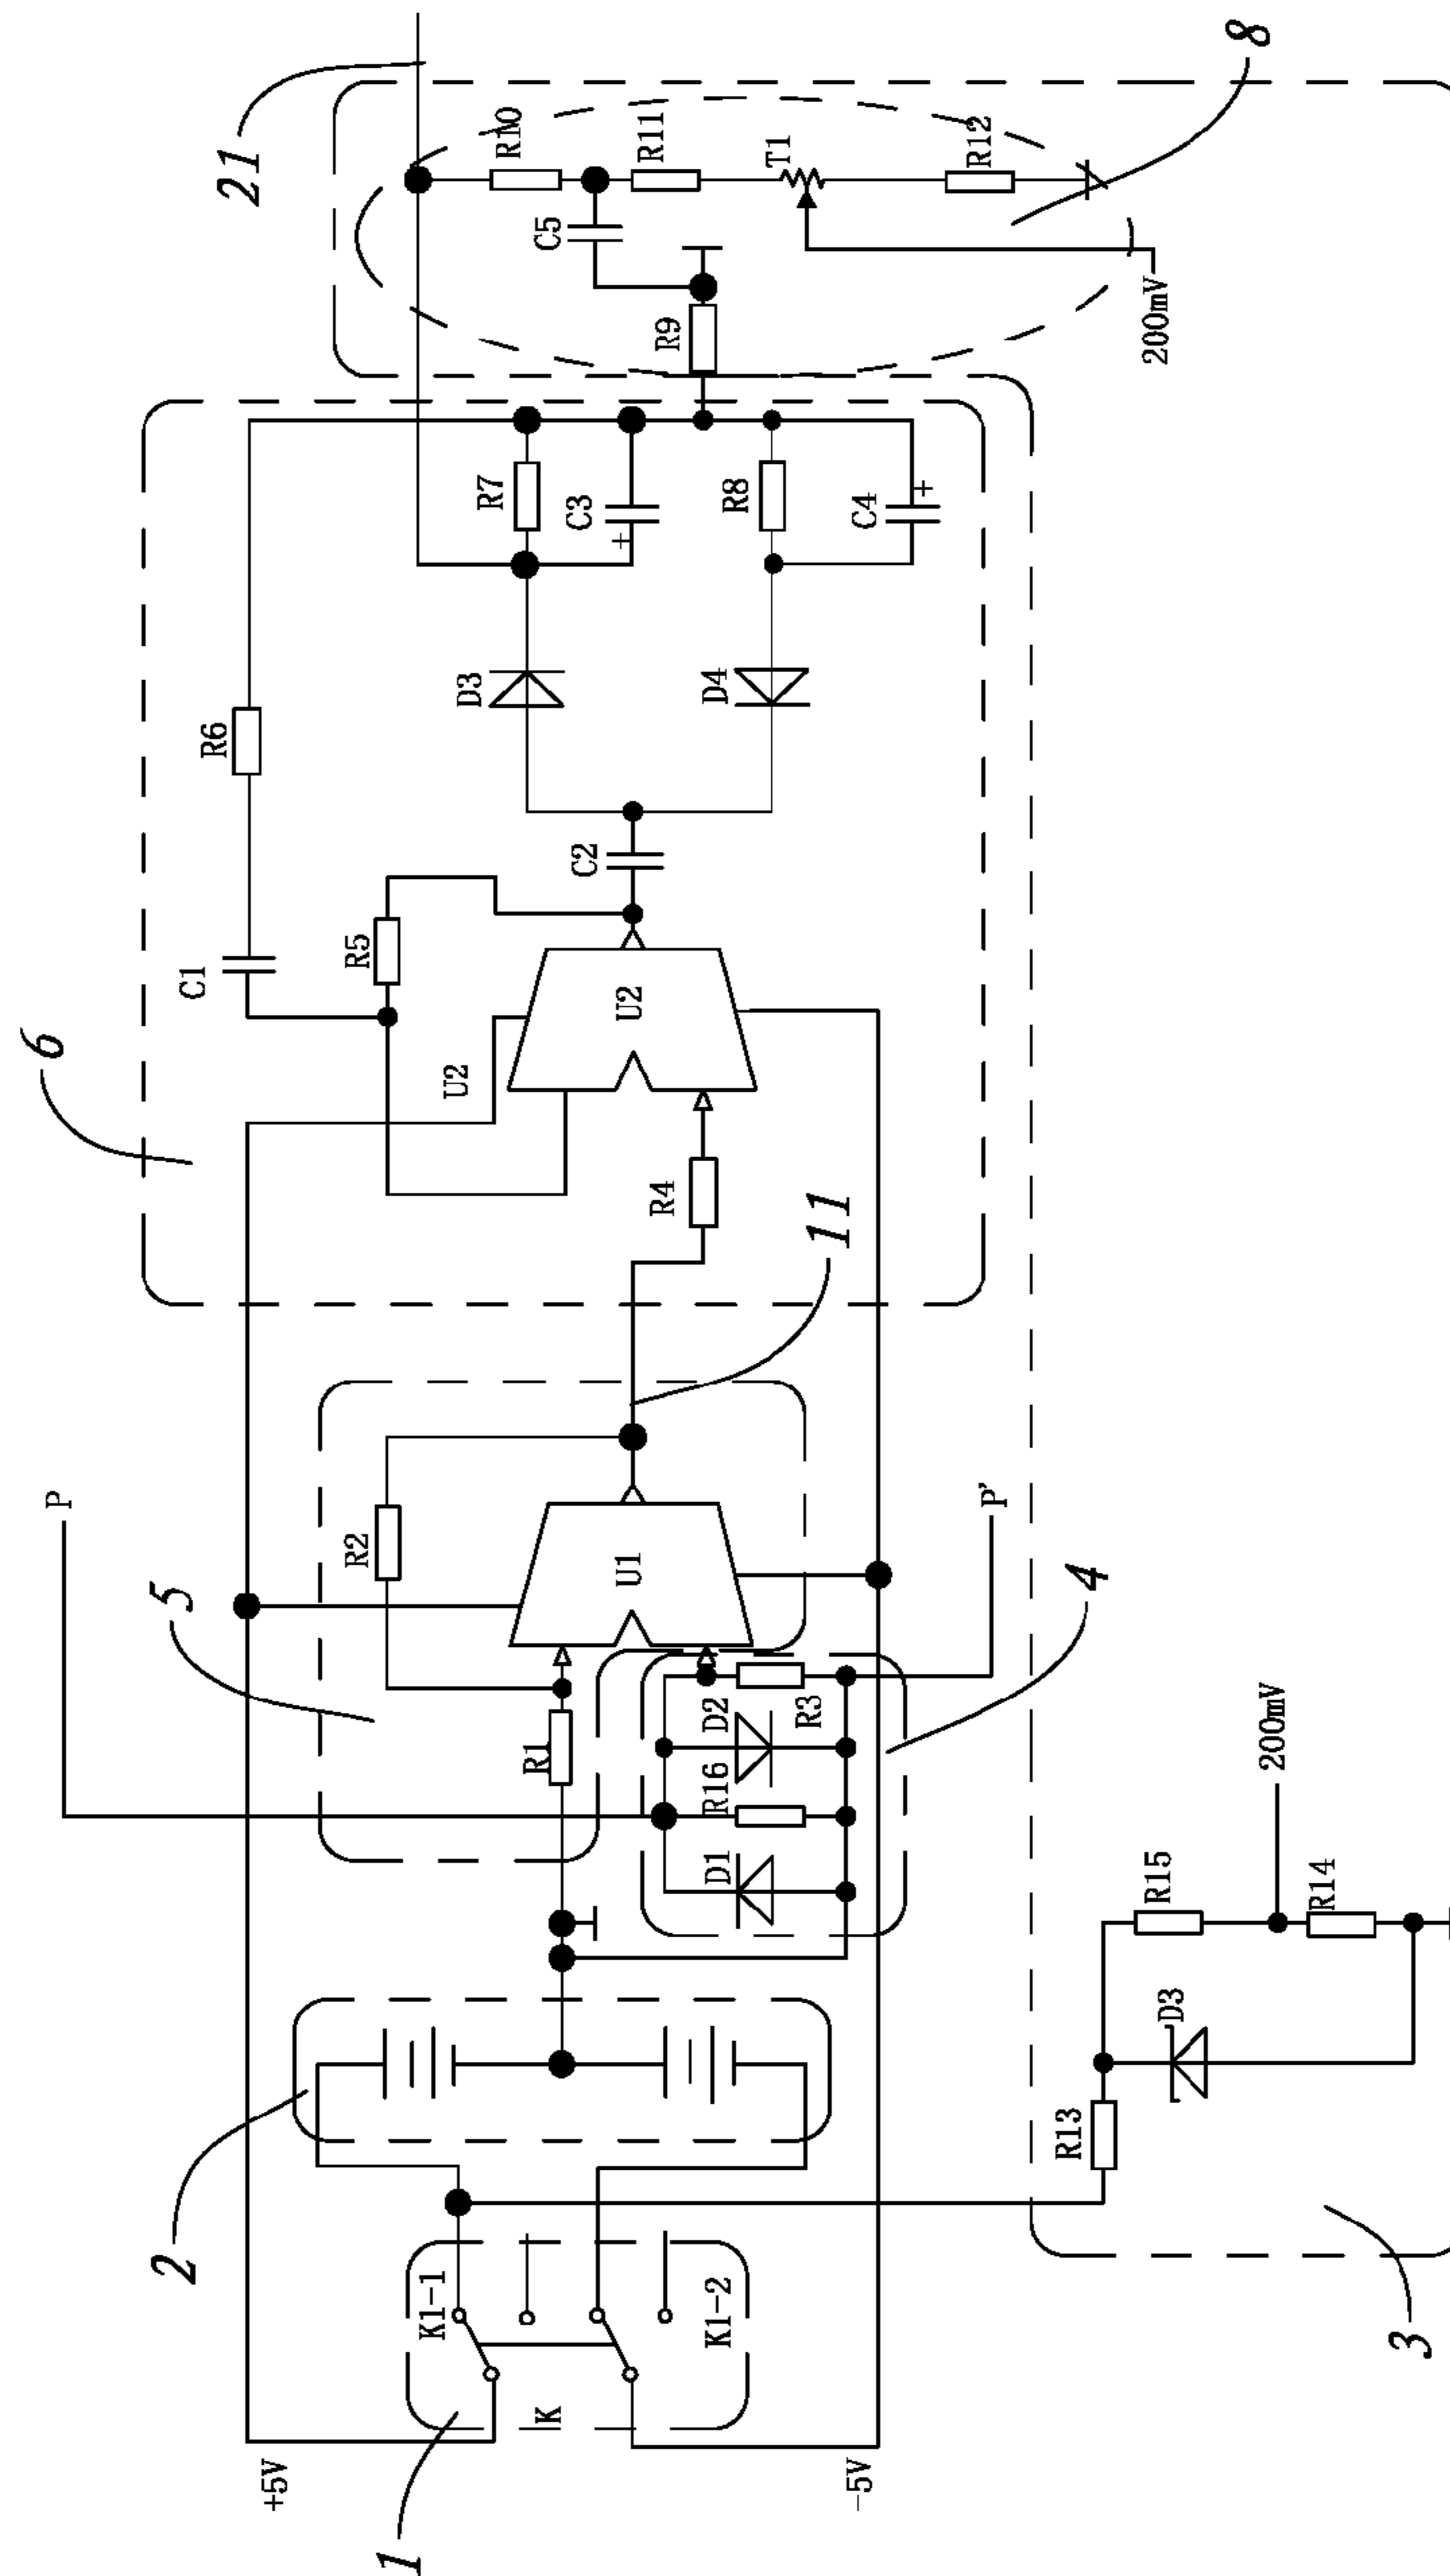 21
8
R10
R11
T1
R12
C5
R9
200mV
R7
C3
+
R8
C4
+
R6
D3
D4
C1
R5
C2
6
U2
U2
R4
11
P
R2
5
U1
P'
4
R1
D2
R3
R16
D1
200mV
R15
R14
D3
R13
2
3
K1-1
K1-2
K
1
+5V
-5V